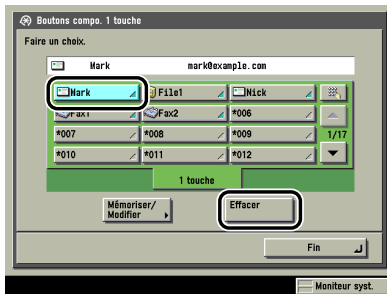 Boutons compo. 1 touche
Faire un choix.
Mark mark@example.com
Mark File1 Nick
Fax1 Fax2 *006
*007 *008 *009 1/17
*010 *011 *012
1 touche
Mémoriser/ Effacer
Modifier
Fin
Moniteur syst.